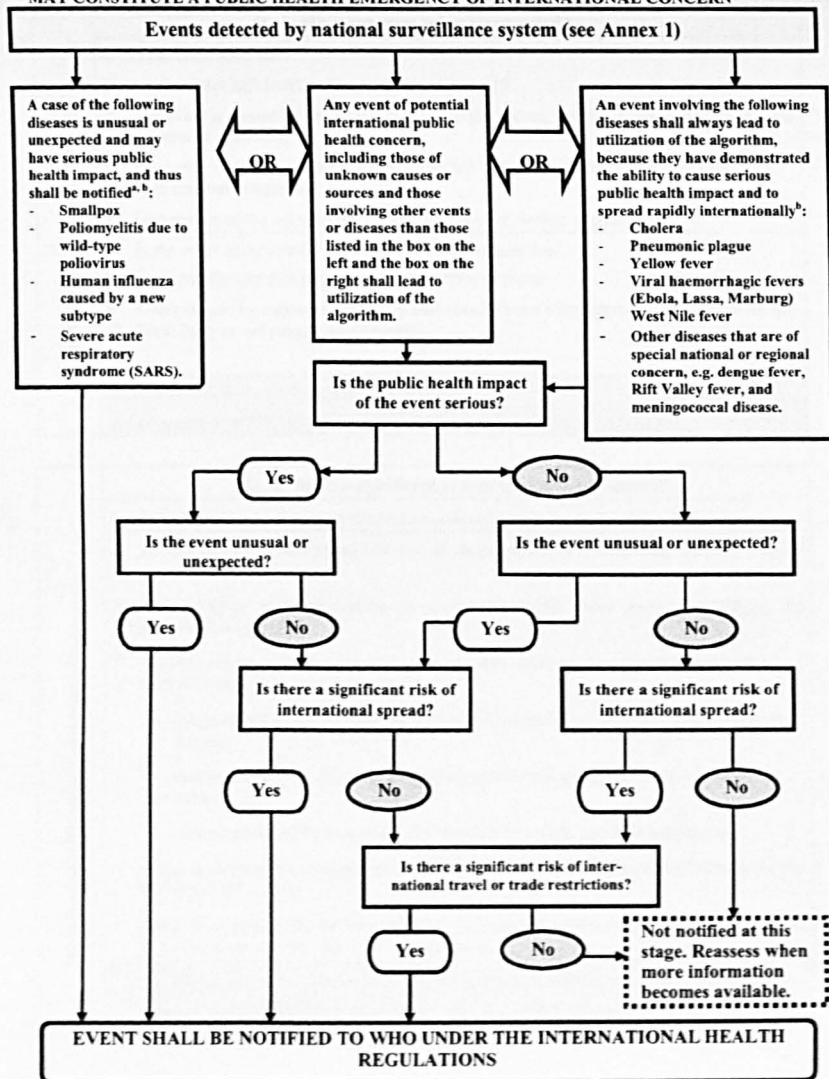 MAY CONSTITUTE A PUBLIC HEALTH EMERGENCY OF INTERNATIONAL CONCERN
Events detected by national surveillance system (see Annex 1)
A case of the following
diseases is unusual or
unexpected and may
have serious public
health impact, and thus
shall be notifiedᵃ, ᵇ:
- Smallpox
- Poliomyelitis due to
wild-type
poliovirus
- Human influenza
caused by a new
subtype
- Severe acute
respiratory
syndrome (SARS).
OR
Any event of potential
international public
health concern,
including those of
unknown causes or
sources and those
involving other events
or diseases than those
listed in the box on the
left and the box on the
right shall lead to
utilization of the
algorithm.
OR
An event involving the following
diseases shall always lead to
utilization of the algorithm,
because they have demonstrated
the ability to cause serious
public health impact and to
spread rapidly internationallyᵇ:
- Cholera
- Pneumonic plague
- Yellow fever
- Viral haemorrhagic fevers
(Ebola, Lassa, Marburg)
- West Nile fever
- Other diseases that are of
special national or regional
concern, e.g. dengue fever,
Rift Valley fever, and
meningococcal disease.
Is the public health impact
of the event serious?
Yes
No
Is the event unusual or
unexpected?
Is the event unusual or unexpected?
Yes
No
Yes
No
Is there a significant risk of
international spread?
Is there a significant risk of
international spread?
Yes
No
Yes
No
Is there a significant risk of inter-
national travel or trade restrictions?
Yes
No
Not notified at this
stage. Reassess when
more information
becomes available.
EVENT SHALL BE NOTIFIED TO WHO UNDER THE INTERNATIONAL HEALTH
REGULATIONS